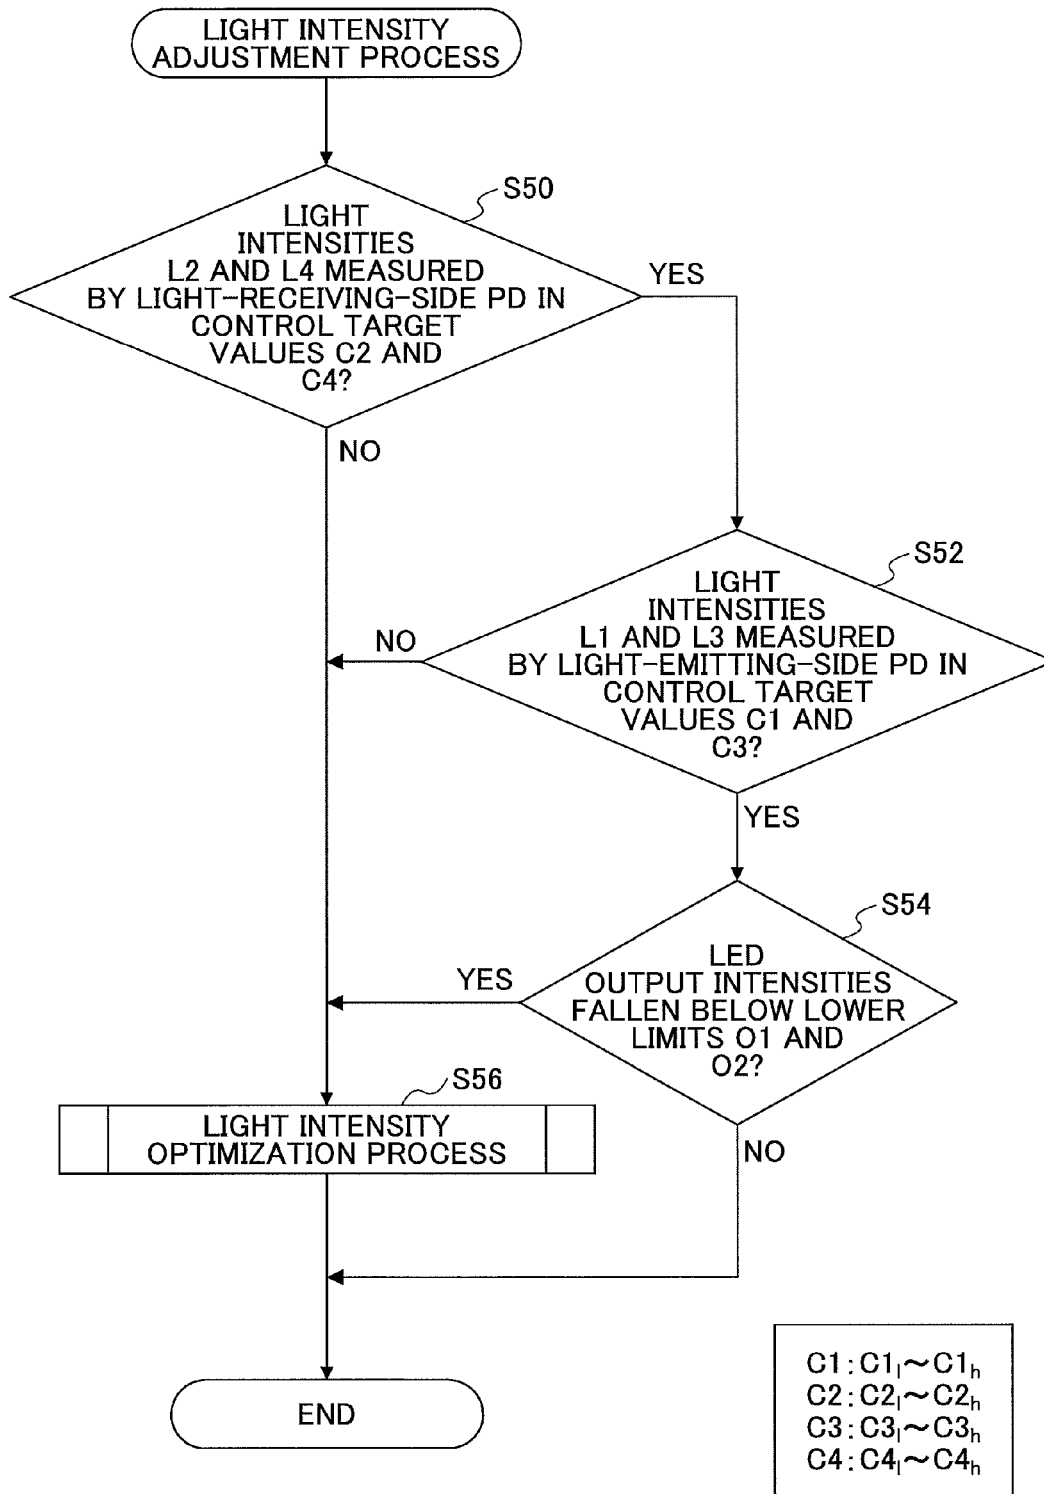 LIGHT INTENSITY
ADJUSTMENT PROCESS
S50
LIGHT
INTENSITIES
L2 AND L4 MEASURED
BY LIGHT-RECEIVING-SIDE PD IN
CONTROL TARGET
VALUES C2 AND
C4?
YES
NO
S52
LIGHT
INTENSITIES
L1 AND L3 MEASURED
BY LIGHT-EMITTING-SIDE PD IN
CONTROL TARGET
VALUES C1 AND
C3?
NO
YES
S54
LED
OUTPUT INTENSITIES
FALLEN BELOW LOWER
LIMITS O1 AND
O2?
YES
NO
S56
LIGHT INTENSITY
OPTIMIZATION PROCESS
END
C1:C1l~C1h
C2:C2l~C2h
C3:C3l~C3h
C4:C4l~C4h